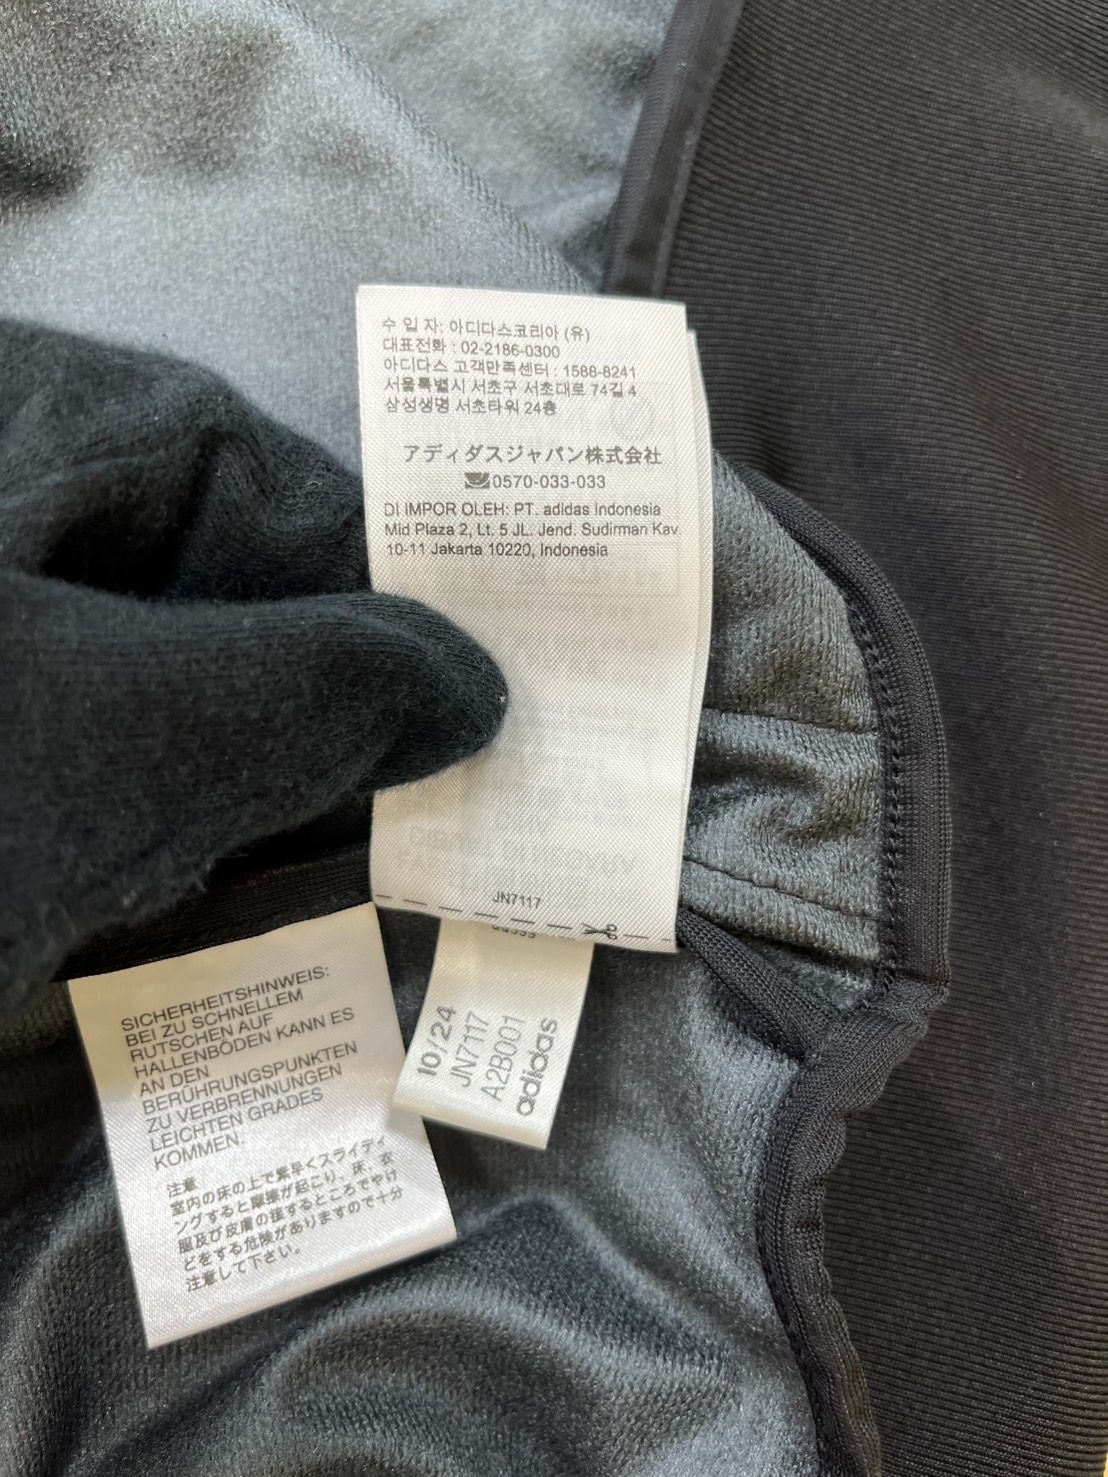 수 입 자: 아디다스코리아 (유)
대표전화 : 02-2186-0300
아디다스 고객만족센터 : 1588-8241
서울특별시 서초구 서초대로 74길 4
삼성생명 서초타워 24층
アディダスジャパン株式会社
0570-033-033
DI IMPOR OLEH: PT. adidas Indonesia
Mid Plaza 2, Lt. 5 JL. Jend. Sudirman Kav
10-11 Jakarta 10220, Indonesia
JN7117
10/24
JN7117
A2B001
adidas
SICHERHEITSHINWEIS:
BEI ZU SCHNELLEM
RUTSCHEN AUF
HALLENBÖDEN KANN ES
AN DEN
BERÜHRUNGSPUNKTEN
ZU VERBRENNUNGEN
LEICHTEN GRADES
KOMMEN.
注意
室内の床の上で素早くスライディ
ングすると摩擦が起こり、床、衣
服及び皮膚の接するところでやけ
どをする危険がありますので十分
注意して下さい。